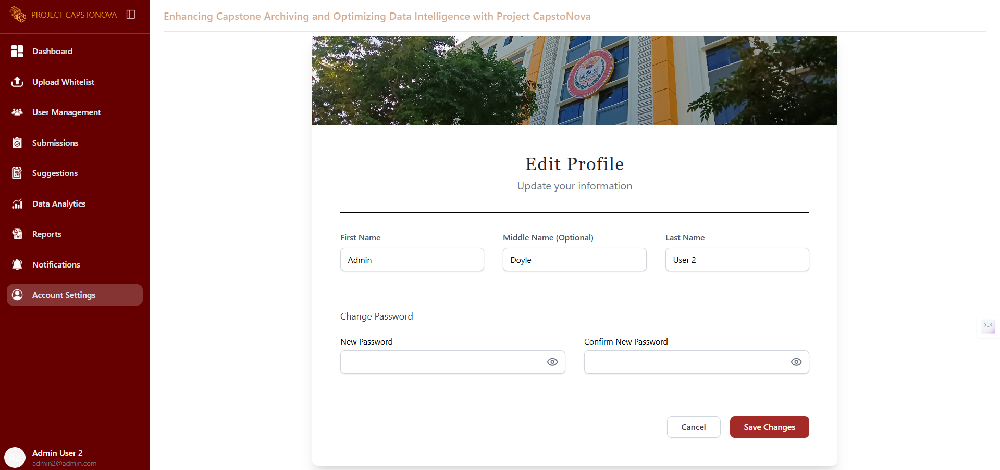 PROJECT CAPSTONOVA
Dashboard
Upload Whitelist
User Management
Submissions
Suggestions
Data Analytics
Reports
Notifications
Account Settings
A2
Admin User 2
admin2@admin.com
Enhancing Capstone Archiving and Optimizing Data Intelligence with Project CapstoNova
Edit Profile
Update your information
First Name
Middle Name (Optional)
Last Name
Admin
Doyle
User 2
Change Password
New Password
Confirm New Password
Cancel
Save Changes